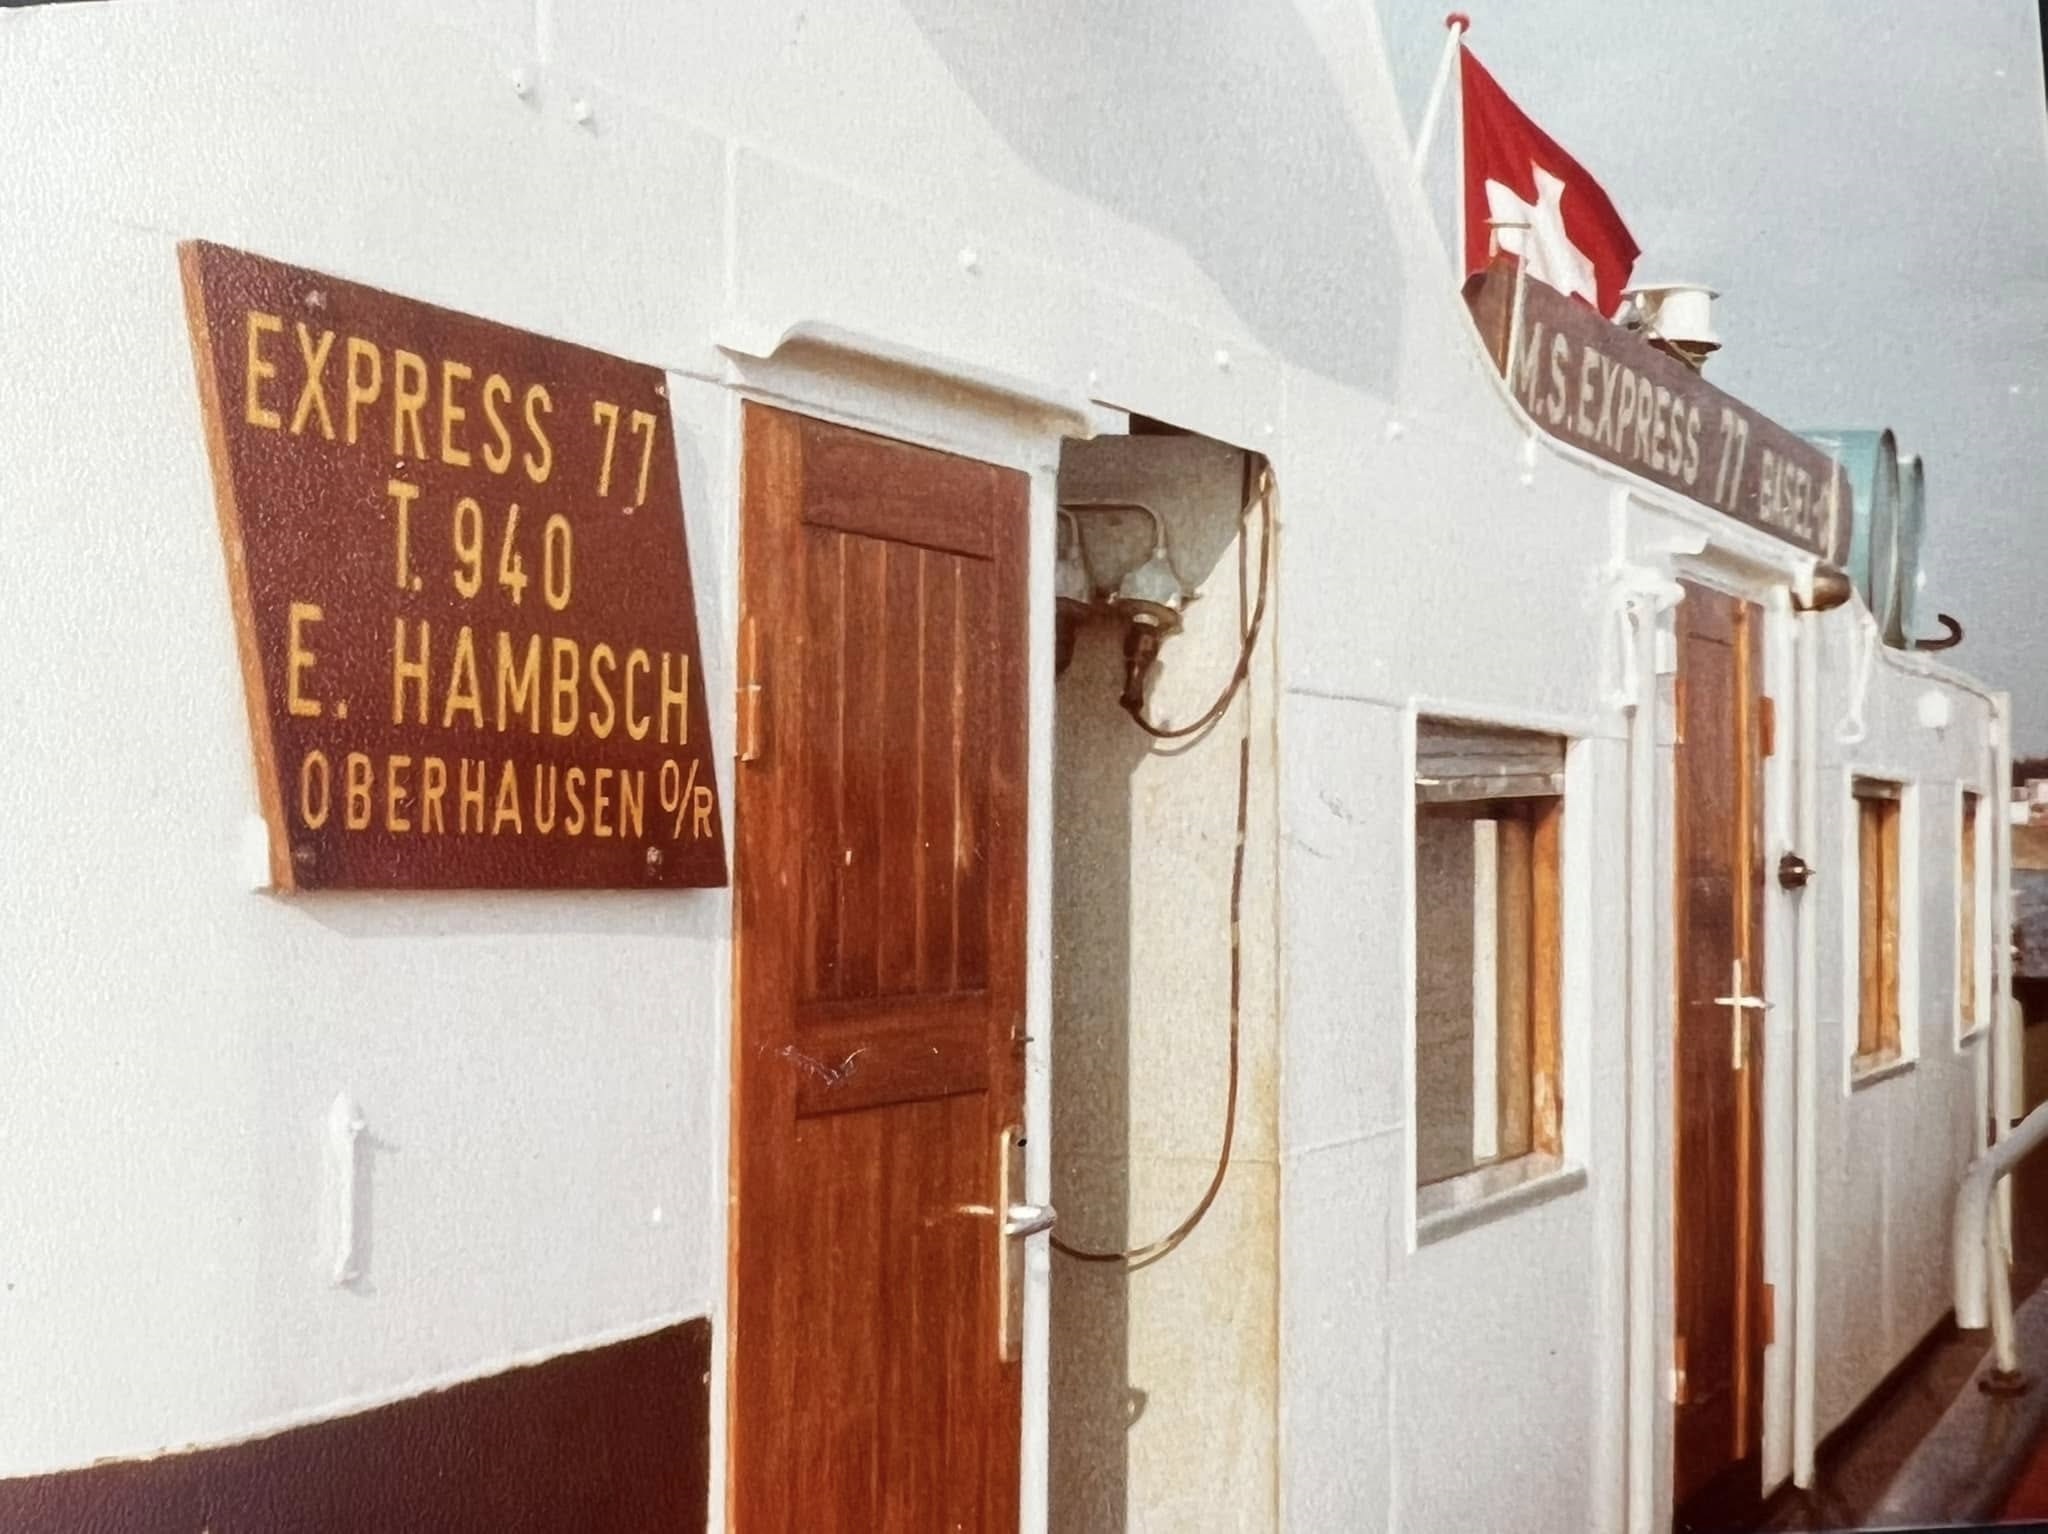 EXPRESS 77
T. 940
E. HAMBSCH
OBERHAUSEN O/R
M.S. EXPRESS 77 BASEL